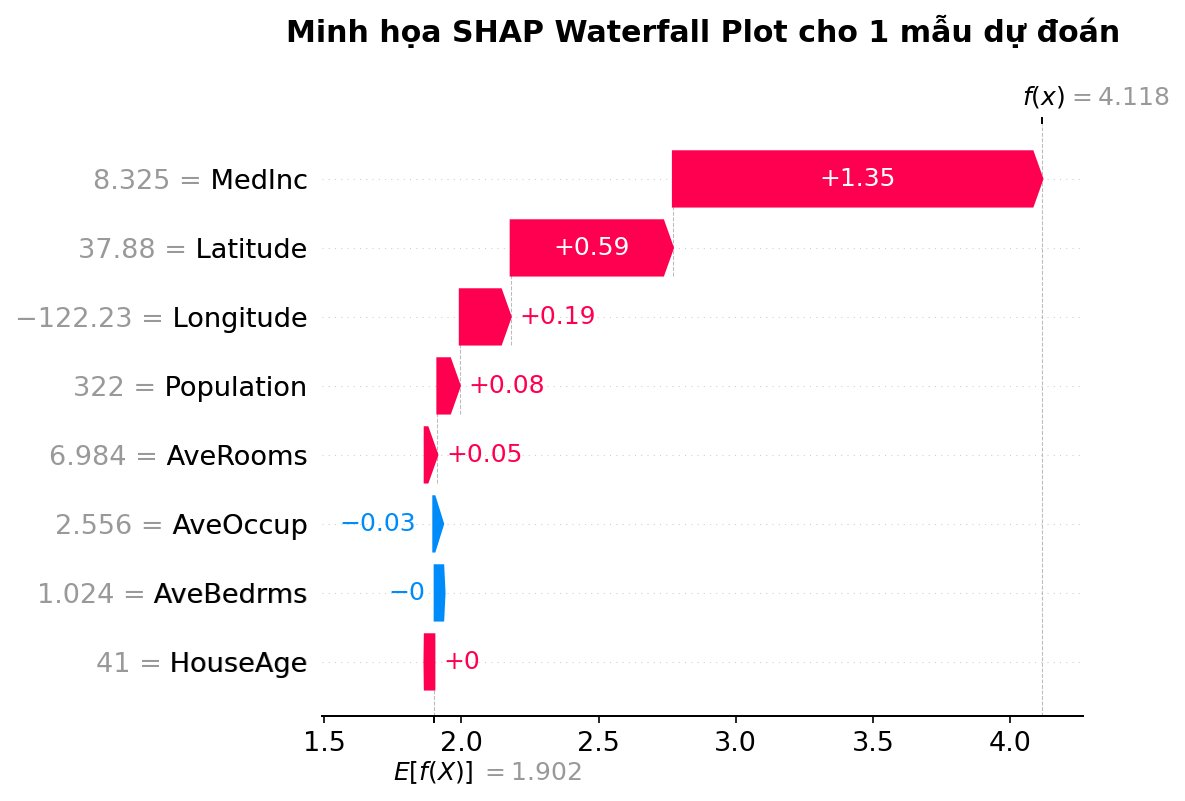 Minh họa SHAP Waterfall Plot cho 1 mẫu dự đoán
f(x) = 4.118
8.325 = MedInc
+1.35
37.88 = Latitude
+0.59
−122.23 = Longitude
+0.19
322 = Population
+0.08
6.984 = AveRooms
+0.05
2.556 = AveOccup
−0.03
1.024 = AveBedrms
−0
41 = HouseAge
+0
1.5 2.0 2.5 3.0 3.5 4.0
E[f(X)] = 1.902